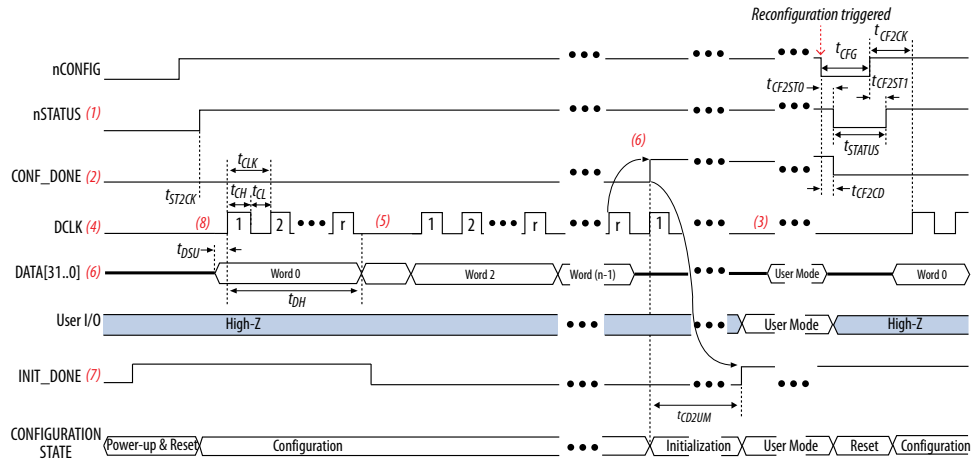 Reconfiguration triggered
nCONFIG
tCFG
tCF2CK
nSTATUS (1)
tCF2ST0
tCF2ST1
tSTATUS
CONF_DONE (2)
tST2CK
tCLK
tCH tCL
(6)
tCF2CD
DCLK (4)
(8)
1 2 r
(5)
1 2 r r 1
(3)
tDSU
DATA[31..0] (6)
Word 0
Word 2
Word (n-1)
User Mode
Word 0
tDH
User I/O
High-Z
User Mode
High-Z
INIT_DONE (7)
tCD2UM
CONFIGURATION
STATE
Power-up & Reset
Configuration
Initialization
User Mode
Reset
Configuration